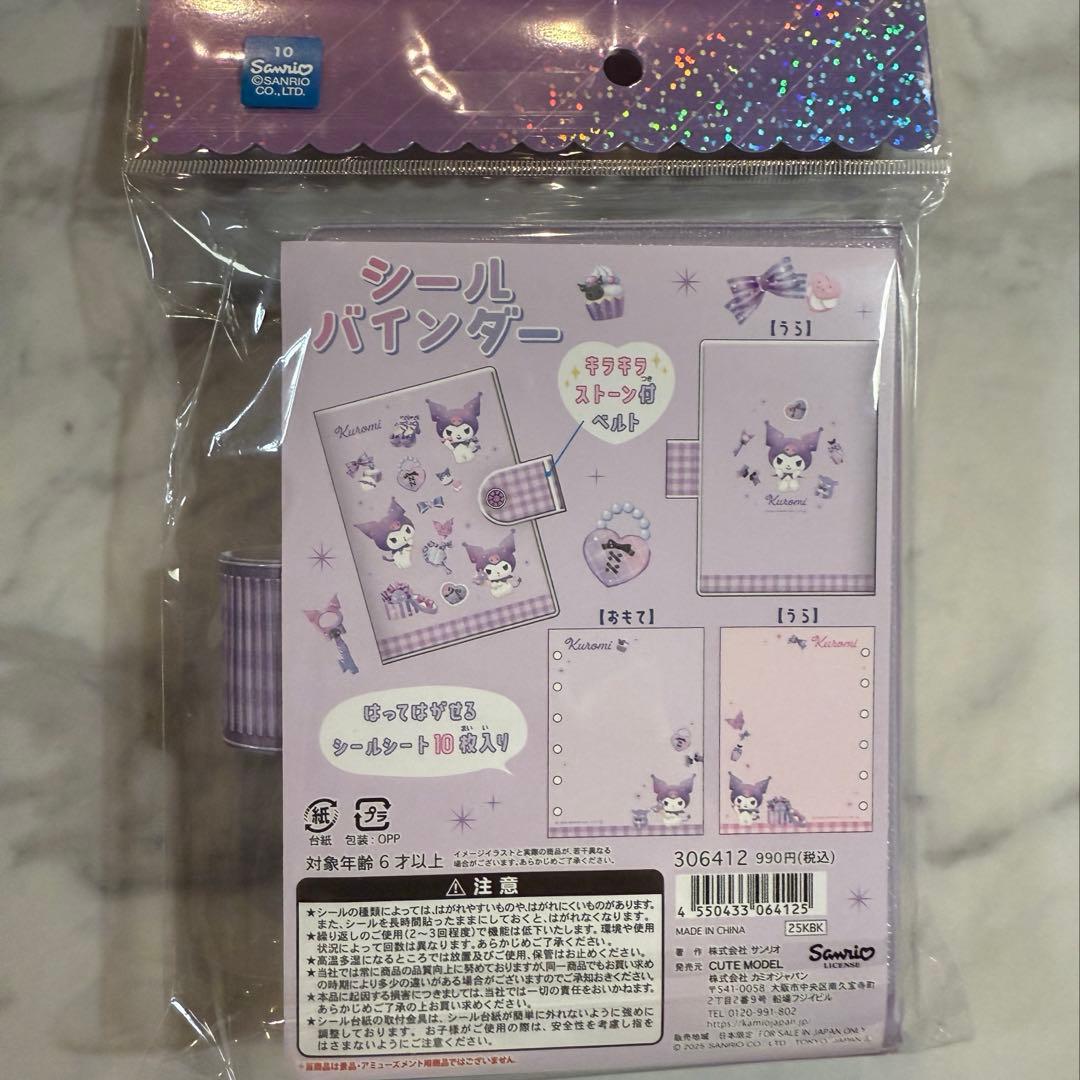 10
Sanrio
©SANRIO
CO.,LTD.
シール
バインダー
キラキラ
ストーン付
つき
ベルト
【うら】
Kuromi
Kuromi
【おもて】
【うら】
Kuromi
Kuromi
はってはがせる
シールシート10枚入り
まい い
紙
プラ
台紙 包装:OPP
対象年齢 6 才以上
イメージイラストと実際の商品が、若干異なる
場合がございます。あらかじめご了承ください。
306412 990円(税込)
⚠ 注意
★シールの種類によっては、はがれやすいものや、はがれにくいものがあります。
また、シールを長時間貼ったままにしておくと、はがれなくなります。
★繰り返しのご使用(2～3回程度)で機能は低下いたします。環境や使用
状況によって回数は異なります。あらかじめご了承ください。
★高温多湿になるところでは放置及びご使用、保管はお止めください。
★当社では常に商品の品質向上に努めておりますが、同一商品でもお買い求め
の時期により多少の違いがある場合がございますのでご承知おきください。
★本品に起因する損害につきましては、当社では一切の責任をおいかねます。
あらかじめご了承の上お買い求めください。
★シール台紙の取付金具は、シール台紙が簡単に外れないように強めに
調整しております。 お子様がご使用の際は、安全性を考慮し指を
はさまないようにご注意ください。
*当商品は景品・アミューズメント用商品ではございません。
4 550433 064125
MADE IN CHINA 25KBK
著 作 株式会社 サンリオ
Sanrio
LICENSE
発売元 CUTE MODEL
株式会社 カミオジャパン
〒541-0058 大阪市中央区南久宝寺町
2丁目2番9号 船場フジイビル
TEL 0120-991-802
https://kamiojapan.jp/
販売地域 日本限定 FOR SALE IN JAPAN ONLY
© 2025 SANRIO CO., LTD. TOKYO, JAPAN